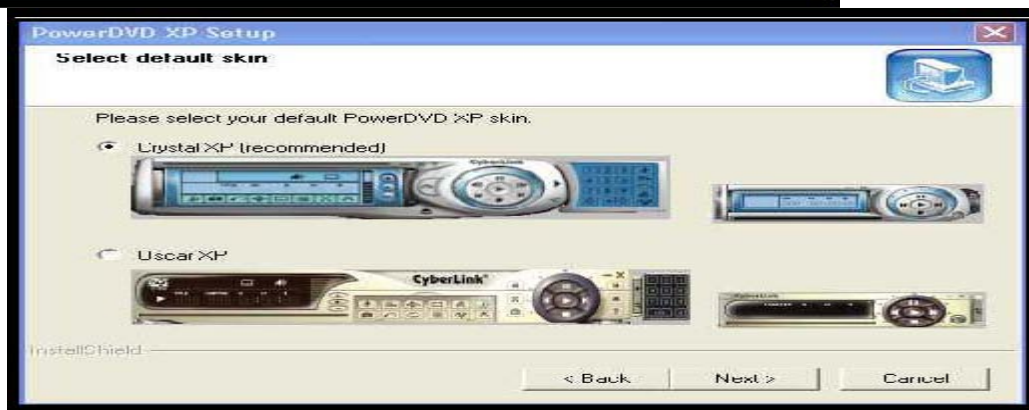 PowerDVD XP Setup
Select default skin
Please select your default PowerDVD XP skin.
Crystal XP (recommended)
CyberLink
Oscar XP
CyberLink
CyberLink
InstallShield
< Back
Next >
Cancel